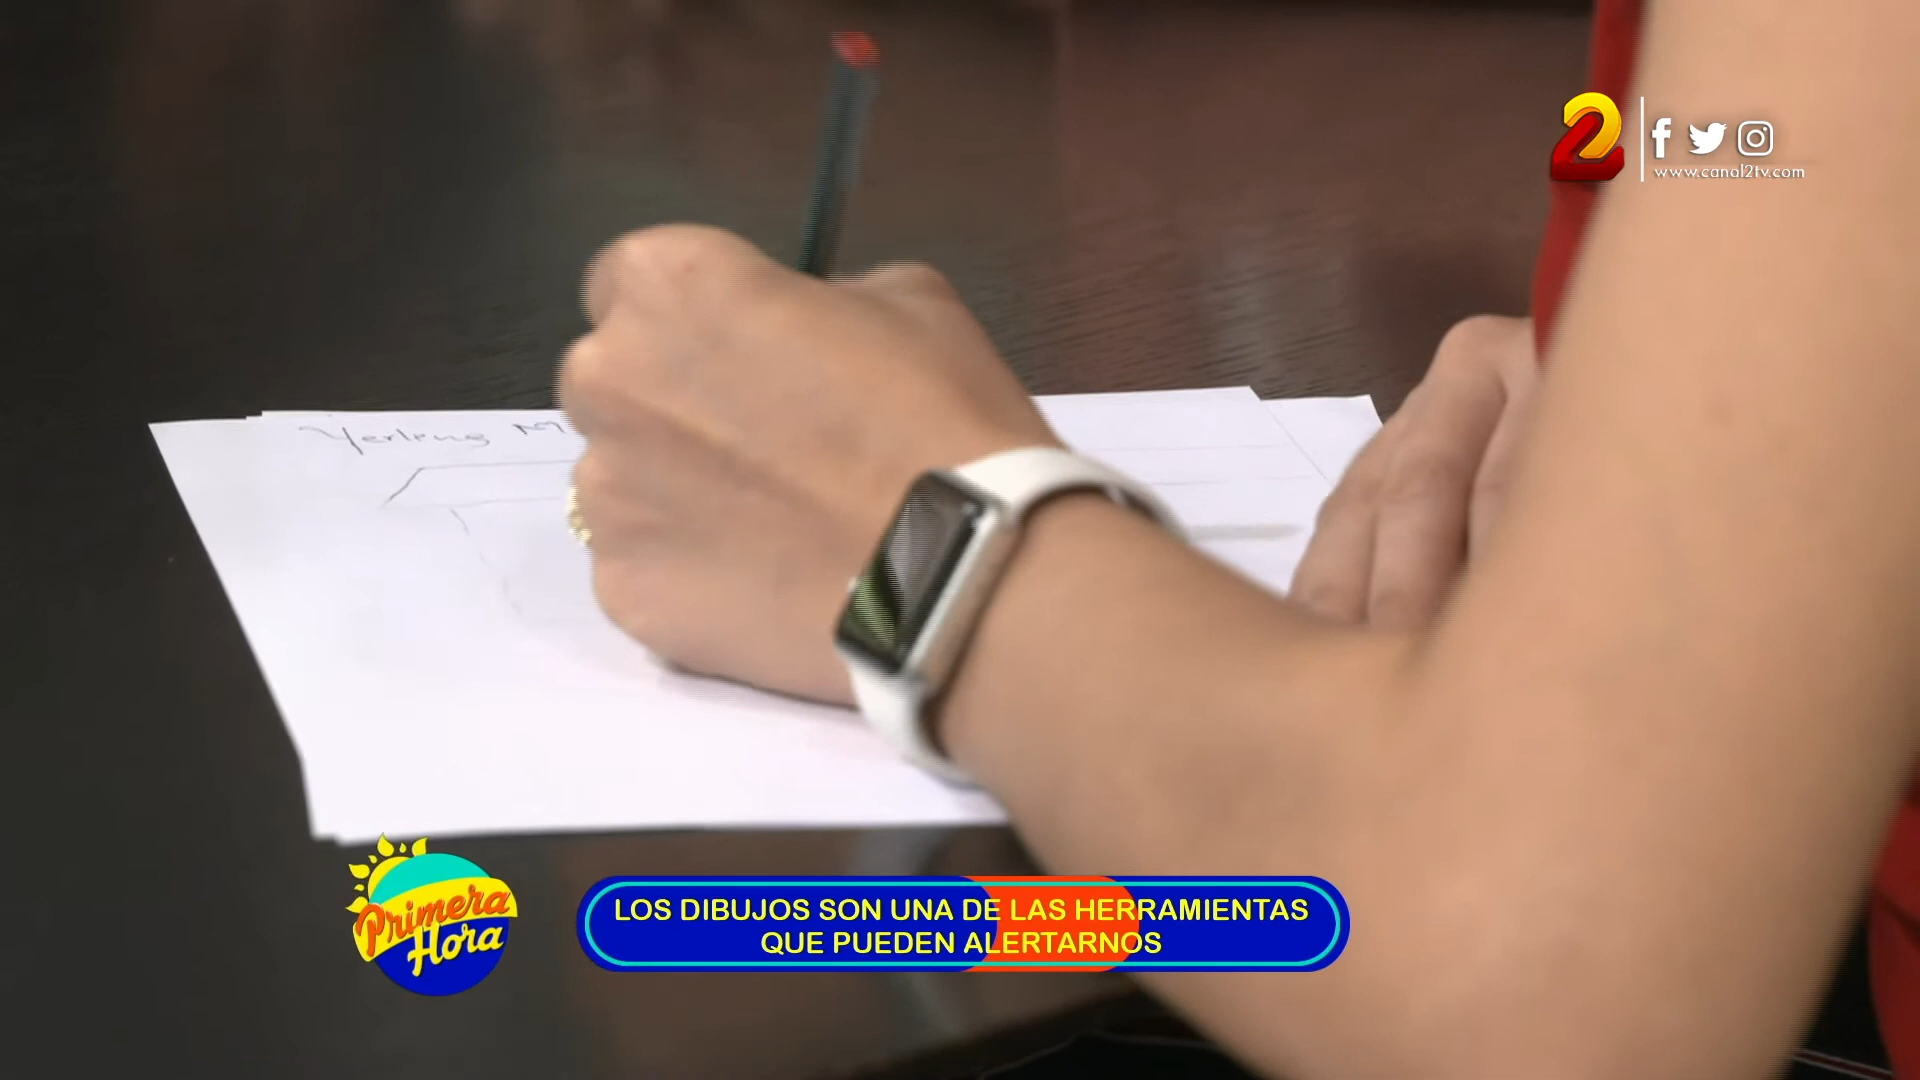 2
www.canal2tv.com
Primera
Hora
LOS DIBUJOS SON UNA DE LAS HERRAMIENTAS
QUE PUEDEN ALERTARNOS